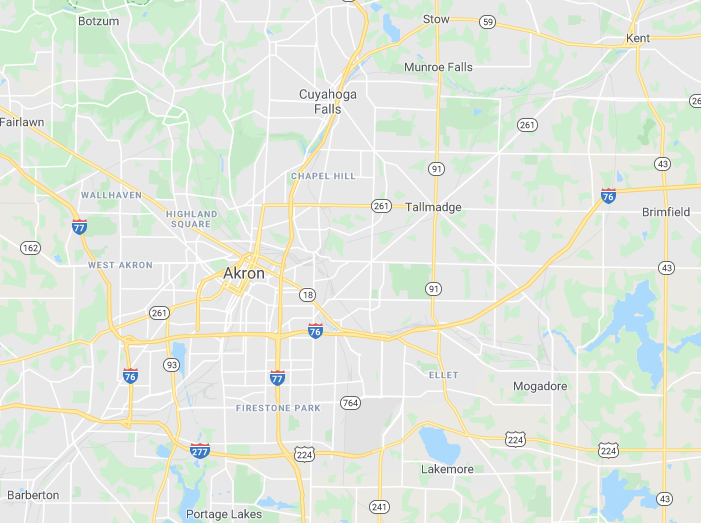 Botzum
Stow
59
Kent
Munroe Falls
Cuyahoga
Falls
26
Fairlawn
261
43
91
CHAPEL HILL
WALLHAVEN
76
HIGHLAND
SQUARE
261
Tallmadge
Brimfield
77
162
WEST AKRON
Akron
43
91
18
261
76
93
76
77
ELLET
Mogadore
764
FIRESTONE PARK
224
277
224
224
Lakemore
Barberton
43
241
Portage Lakes